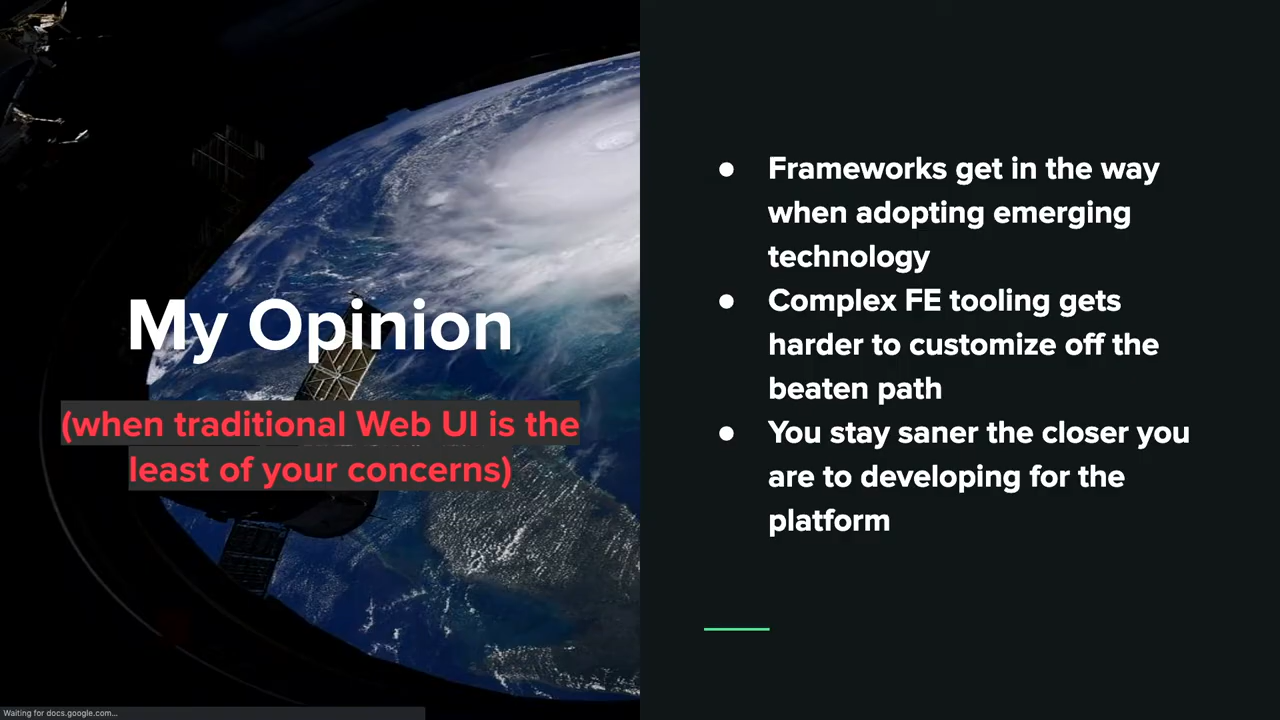 My Opinion
(when traditional Web UI is the
least of your concerns)
● Frameworks get in the way
when adopting emerging
technology
● Complex FE tooling gets
harder to customize off the
beaten path
● You stay saner the closer you
are to developing for the
platform
Waiting for docs.google.com...